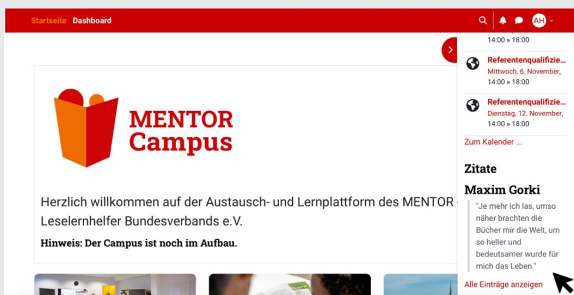 Startseite Dashboard
AH
14:00 » 18:00
Referentenqualifizie...
Mittwoch, 6. November,
14:00 » 18:00
Referentenqualifizie...
Dienstag, 12. November,
14:00 » 18:00
Zum Kalender ...
Zitate
Maxim Gorki
"Je mehr ich las, umso
näher brachten die
Bücher mir die Welt, um
so heller und
bedeutsamer wurde für
mich das Leben."
Alle Einträge anzeigen
MENTOR
Campus
Herzlich willkommen auf der Austausch- und Lernplattform des MENTOR
Leselernhelfer Bundesverbands e.V.
Hinweis: Der Campus ist noch im Aufbau.